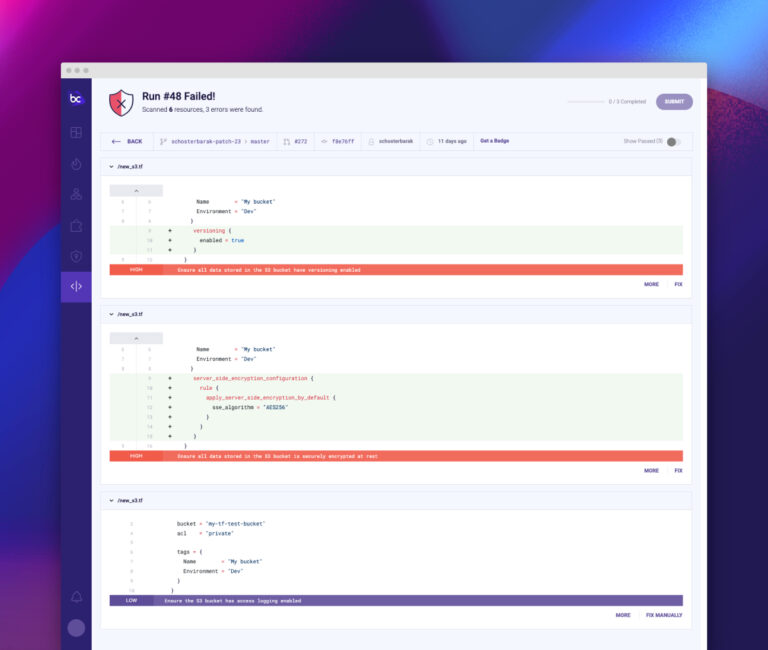 bc
Run #48 Failed!
Scanned 6 resources, 3 errors were found.
0 / 3 Completed
SUBMIT
← BACK
schosterbarak-patch-23 > master
#272
f8e76ff
schosterbarak
11 days ago
Get a Badge
Show Passed (3)
/new_s3.tf
6 6 Name = "My bucket"
7 7 Environment = "Dev"
8 8 }
9 + versioning {
10 + enabled = true
11 + }
9 12 }
HIGH Ensure all data stored in the S3 bucket have versioning enabled
MORE FIX
/new_s3.tf
6 6 Name = "My bucket"
7 7 Environment = "Dev"
8 8 }
9 + server_side_encryption_configuration {
10 + rule {
11 + apply_server_side_encryption_by_default {
12 + sse_algorithm = "AES256"
13 + }
14 + }
15 + }
9 16 }
HIGH Ensure all data stored in the S3 bucket is securely encrypted at rest
MORE FIX
/new_s3.tf
3 bucket = "my-tf-test-bucket"
4 acl = "private"
5
6 tags = {
7 Name = "My bucket"
8 Environment = "Dev"
9 }
10 }
LOW Ensure the S3 bucket has access logging enabled
MORE FIX MANUALLY